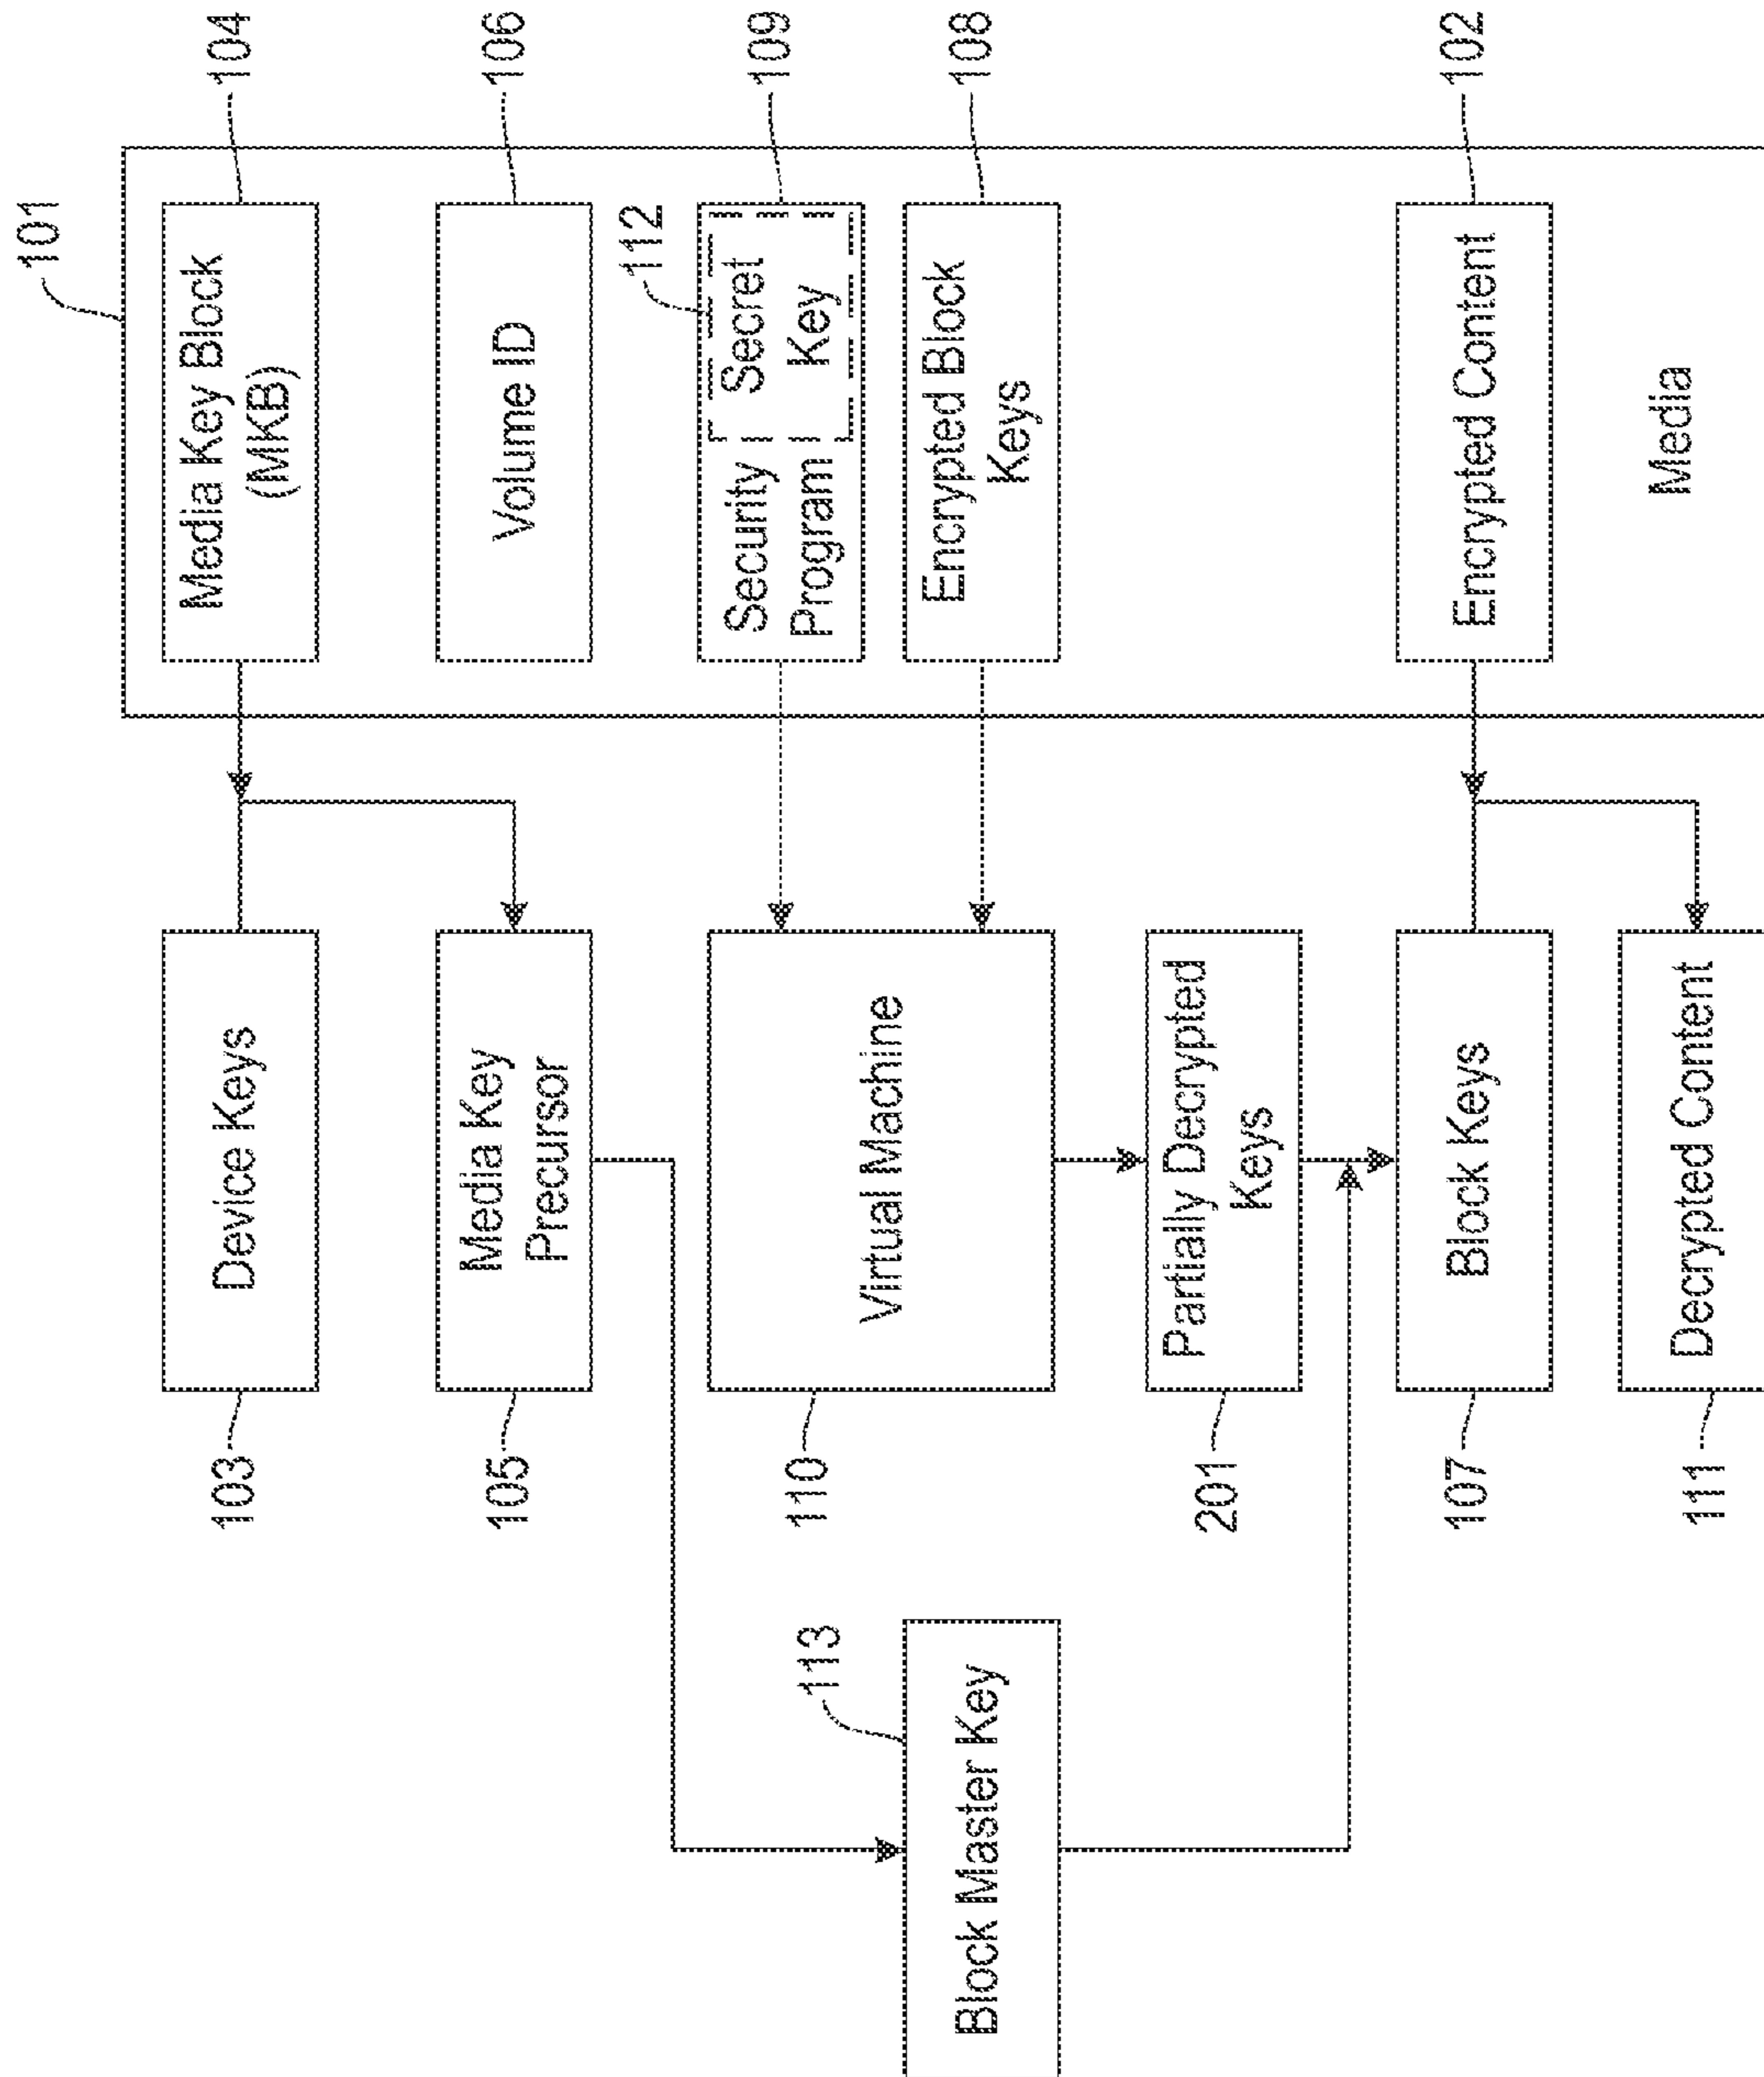 101
Media Key Block
(MKB)
104
Volume ID
106
112
Security
Program
Secret
Key
109
Encrypted Block
Keys
108
Encrypted Content
102
Media
103
Device Keys
105
Media Key
Precursor
110
Virtual Machine
201
Partially Decrypted
Keys
107
Block Keys
111
Decrypted Content
113
Block Master Key